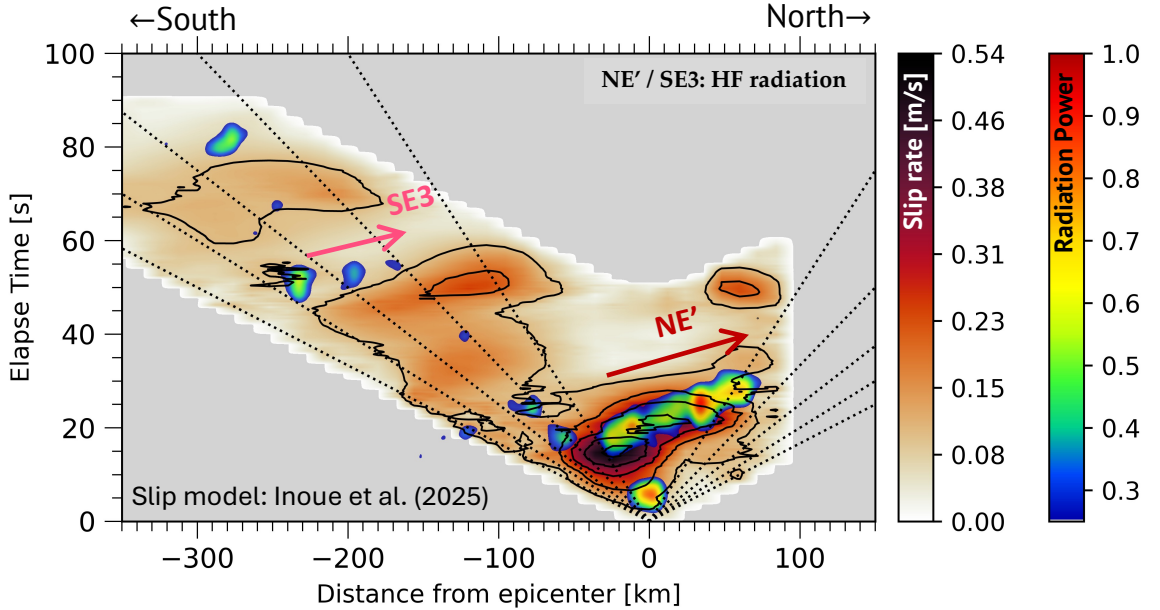 ←South
North→
NE’ / SE3: HF radiation
SE3
NE’
Slip model: Inoue et al. (2025)
Elapse Time [s]
100
80
60
40
20
0
−300
−200
−100
0
100
Distance from epicenter [km]
Slip rate [m/s]
0.54
0.46
0.38
0.31
0.23
0.15
0.08
0.00
Radiation Power
1.0
0.9
0.8
0.7
0.6
0.5
0.4
0.3